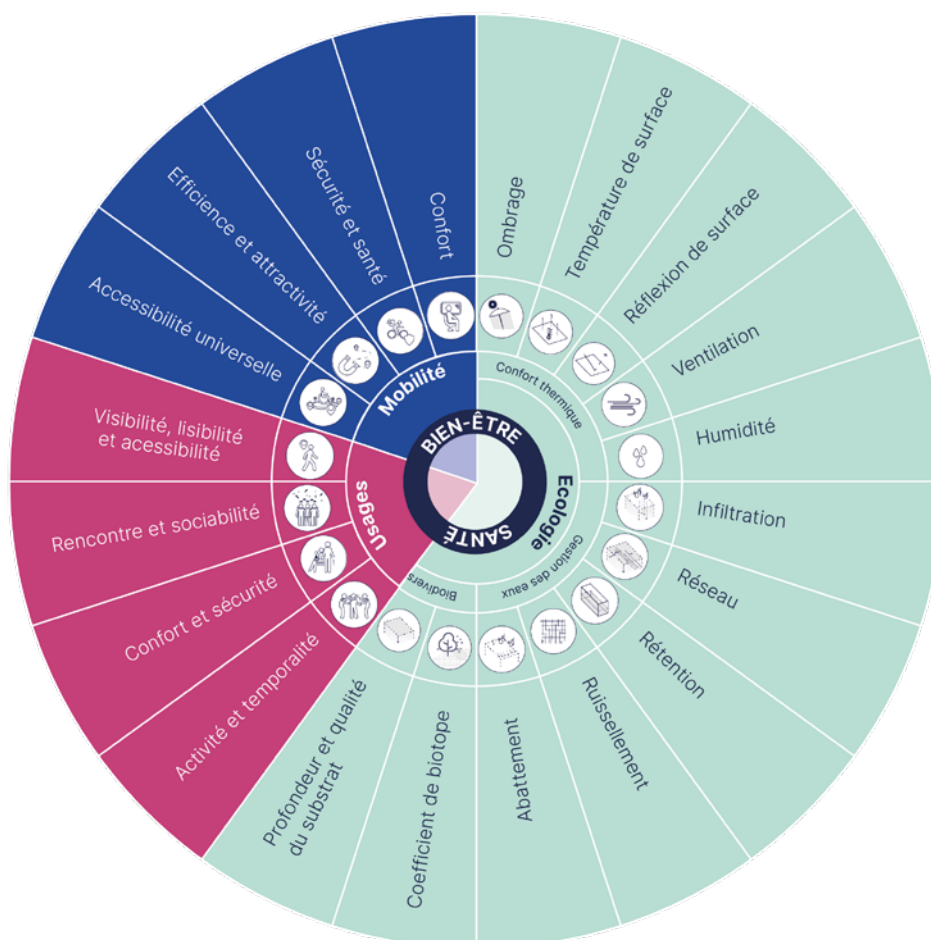 BIEN-ÊTRE
SANTÉ
Mobilité
Confort
Sécurité et santé
Efficience et attractivité
Accessibilité universelle
Usages
Visibilité, lisibilité
et acessibilité
Rencontre et sociabilité
Confort et sécurité
Activité et temporalité
Ecologie
Confort thermique
Ombrage
Température de surface
Réflexion de surface
Ventilation
Humidité
Gestion des eaux
Infiltration
Réseau
Rétention
Ruissellement
Abattement
Biodivers
Coefficient de biotope
Profondeur et qualité
du substrat